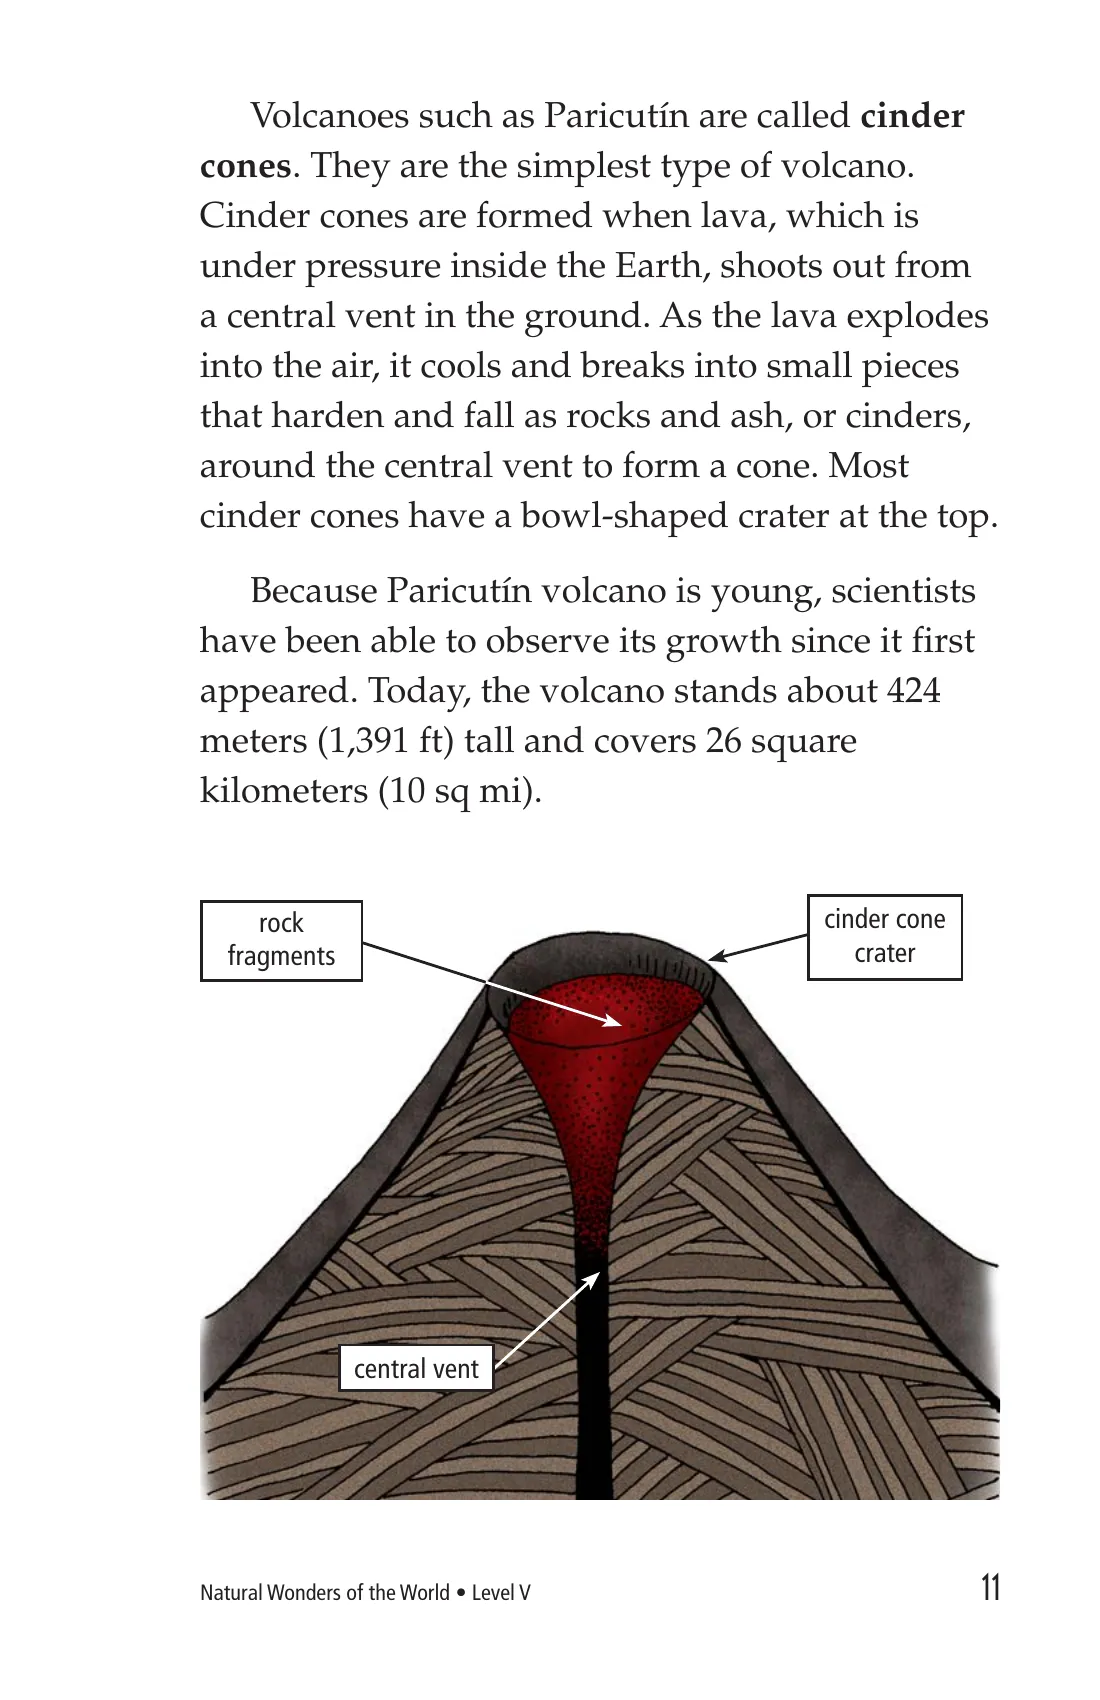 Volcanoes such as Paricutín are called cinder
cones. They are the simplest type of volcano.
Cinder cones are formed when lava, which is
under pressure inside the Earth, shoots out from
a central vent in the ground. As the lava explodes
into the air, it cools and breaks into small pieces
that harden and fall as rocks and ash, or cinders,
around the central vent to form a cone. Most
cinder cones have a bowl-shaped crater at the top.
Because Paricutín volcano is young, scientists
have been able to observe its growth since it first
appeared. Today, the volcano stands about 424
meters (1,391 ft) tall and covers 26 square
kilometers (10 sq mi).
rock
fragments
cinder cone
crater
central vent
Natural Wonders of the World • Level V
11